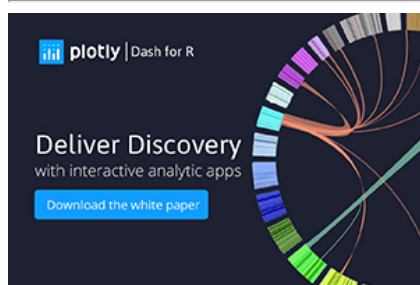 plotly | Dash for R
Deliver Discovery
with interactive analytic apps
Download the white paper